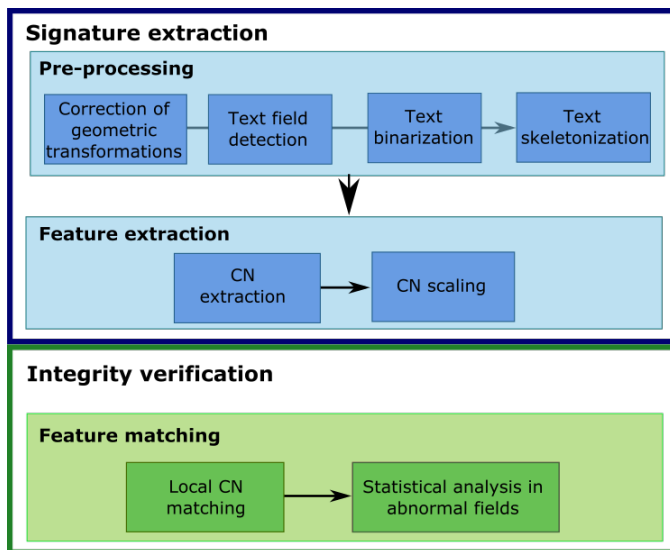 Signature extraction
Pre-processing
Correction of
geometric
transformations
Text field
detection
Text
binarization
Text
skeletonization
Feature extraction
CN
extraction
CN scaling
Integrity verification
Feature matching
Local CN
matching
Statistical analysis in
abnormal fields